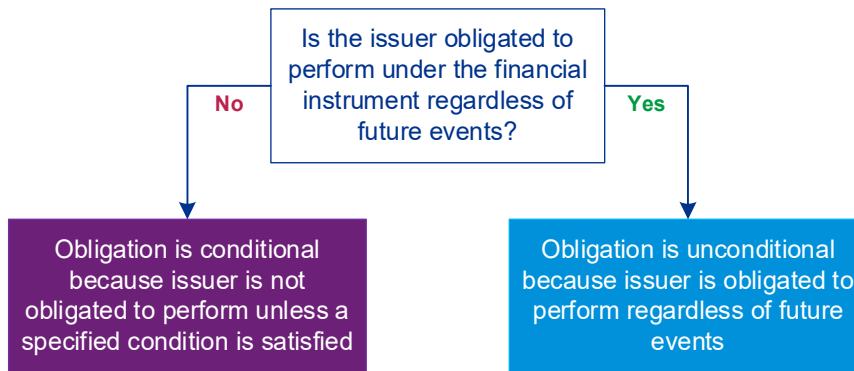 Is the issuer obligated to
perform under the financial
instrument regardless of
future events?
No
Yes
Obligation is conditional
because issuer is not
obligated to perform unless a
specified condition is satisfied
Obligation is unconditional
because issuer is obligated to
perform regardless of future
events